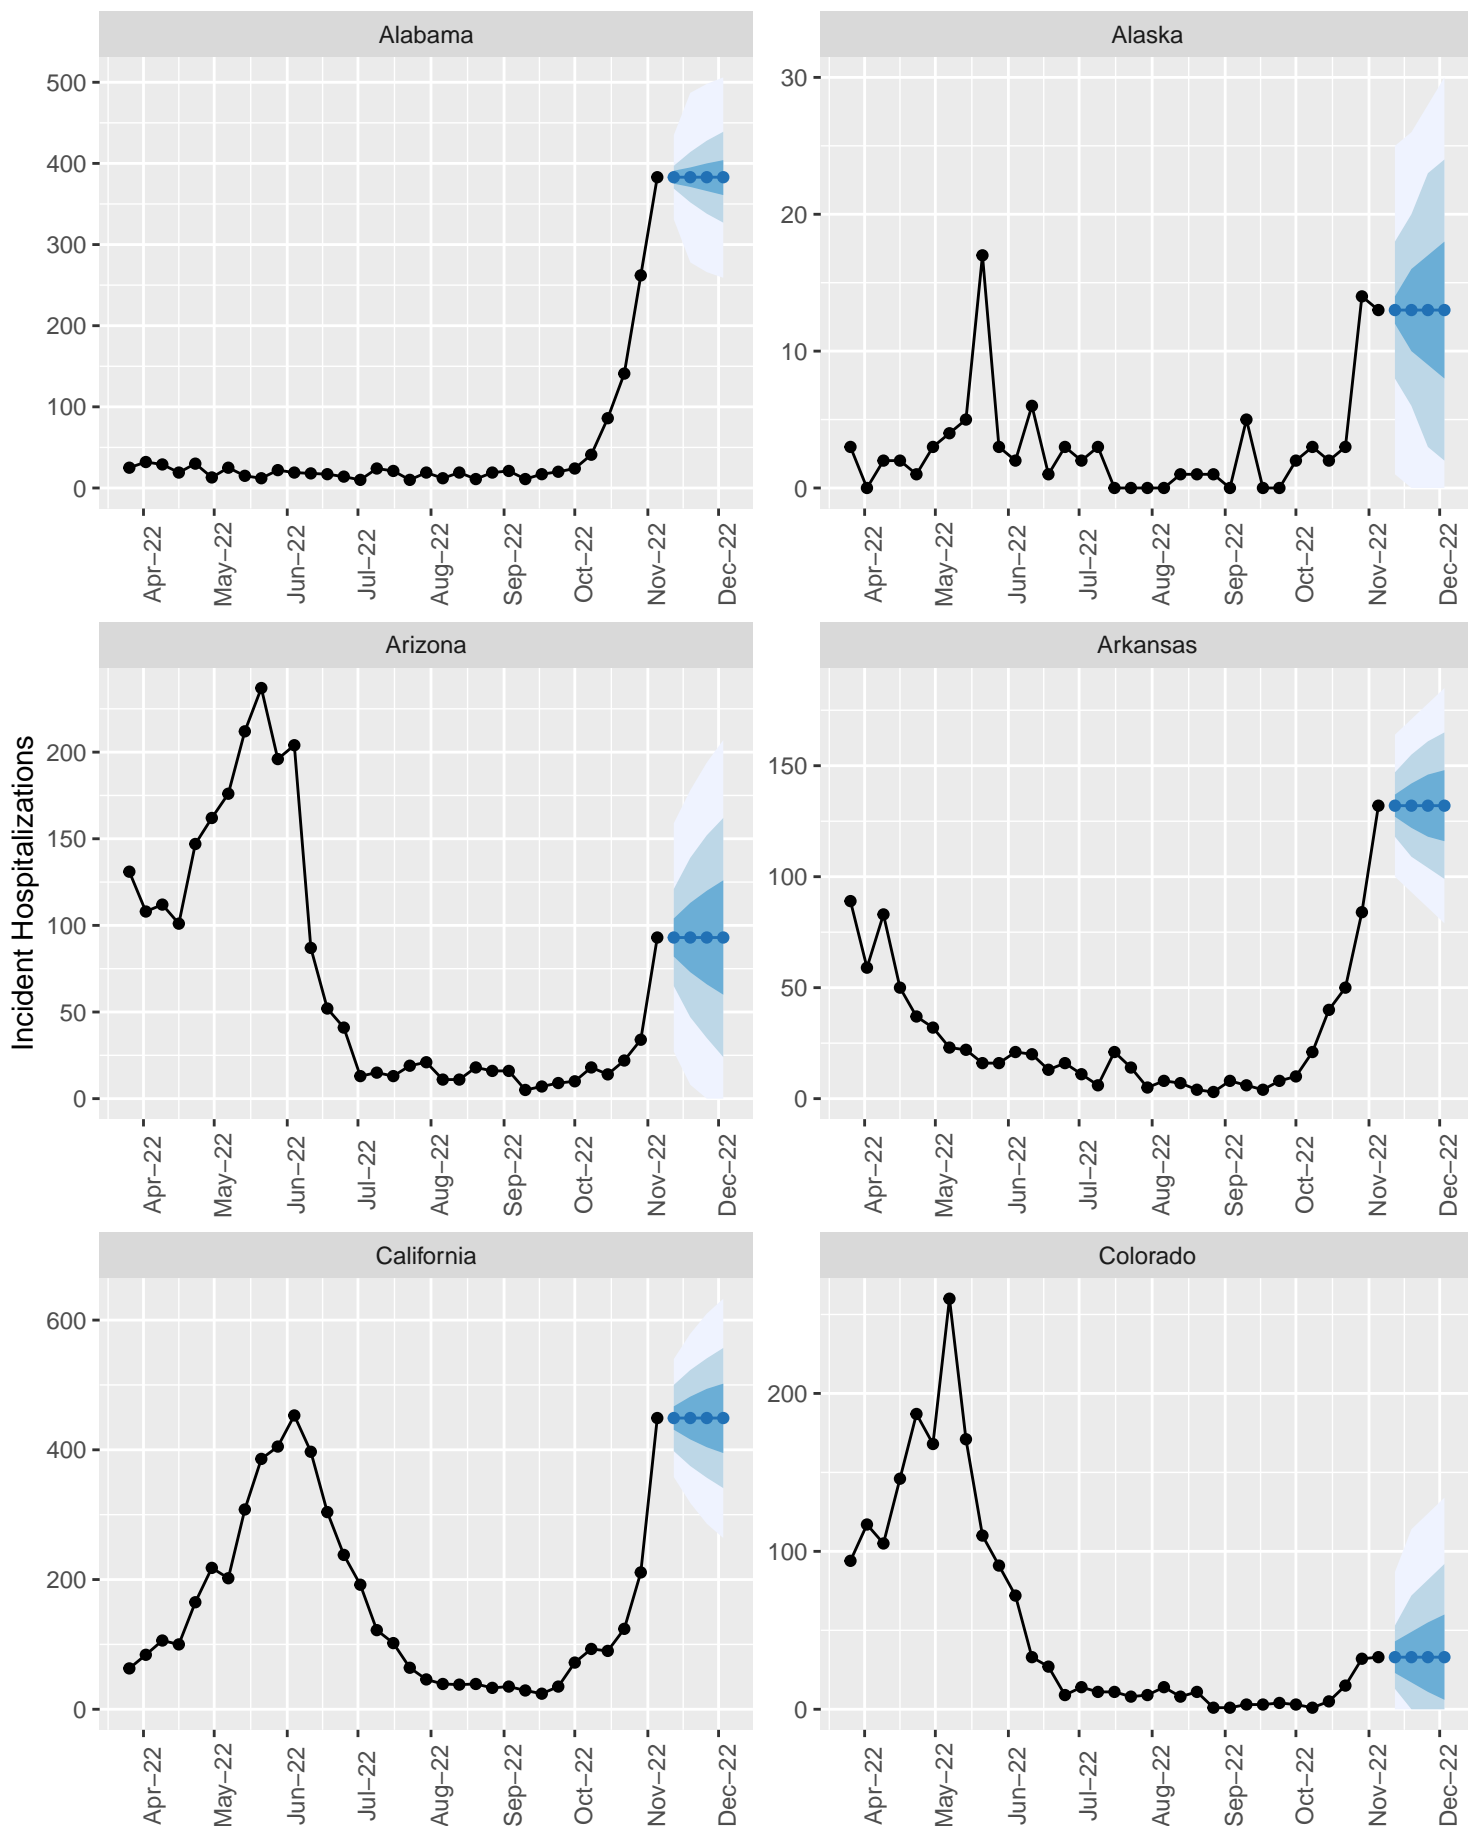 Alabama
Alaska
500
400
300
200
100
0
30
20
10
0
Apr−22
May−22
Jun−22
Jul−22
Aug−22
Sep−22
Oct−22
Nov−22
Dec−22
Apr−22
May−22
Jun−22
Jul−22
Aug−22
Sep−22
Oct−22
Nov−22
Dec−22
Incident Hospitalizations
Arizona
Arkansas
200
150
100
50
0
150
100
50
0
Apr−22
May−22
Jun−22
Jul−22
Aug−22
Sep−22
Oct−22
Nov−22
Dec−22
Apr−22
May−22
Jun−22
Jul−22
Aug−22
Sep−22
Oct−22
Nov−22
Dec−22
California
Colorado
600
400
200
0
200
100
0
Apr−22
May−22
Jun−22
Jul−22
Aug−22
Sep−22
Oct−22
Nov−22
Dec−22
Apr−22
May−22
Jun−22
Jul−22
Aug−22
Sep−22
Oct−22
Nov−22
Dec−22